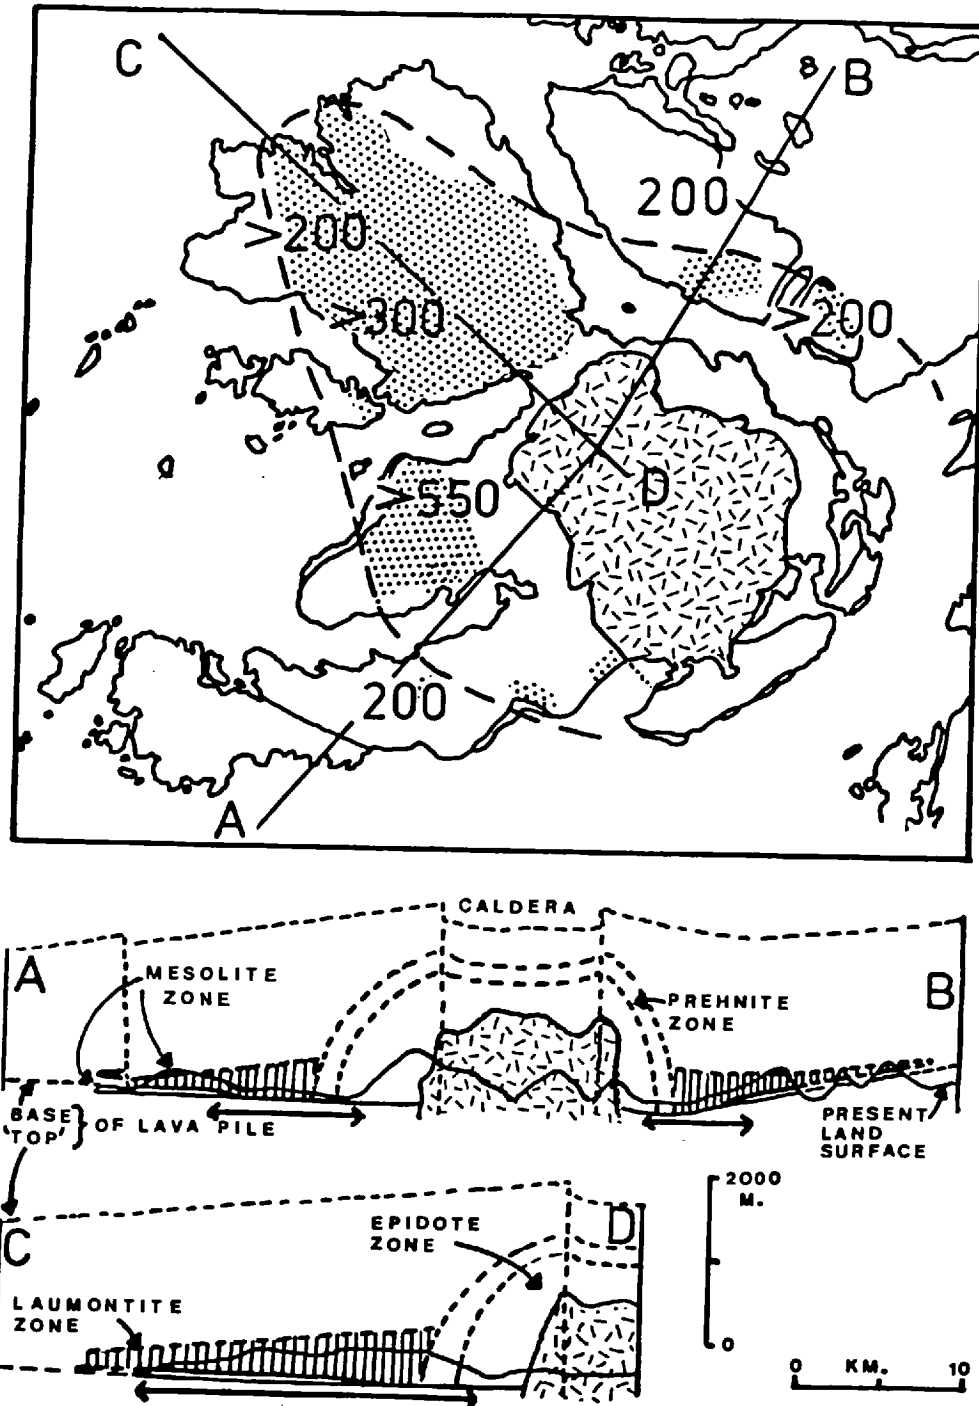 C
B
200
>200
>300
>200
>550
D
200
A
CALDERA
A
MESOLITE
ZONE
PREHNITE
ZONE
B
BASE
'TOP' } OF LAVA PILE
PRESENT
LAND
SURFACE
2000
M.
0
C
EPIDOTE
ZONE
D
LAUMONTITE
ZONE
0 KM. 10